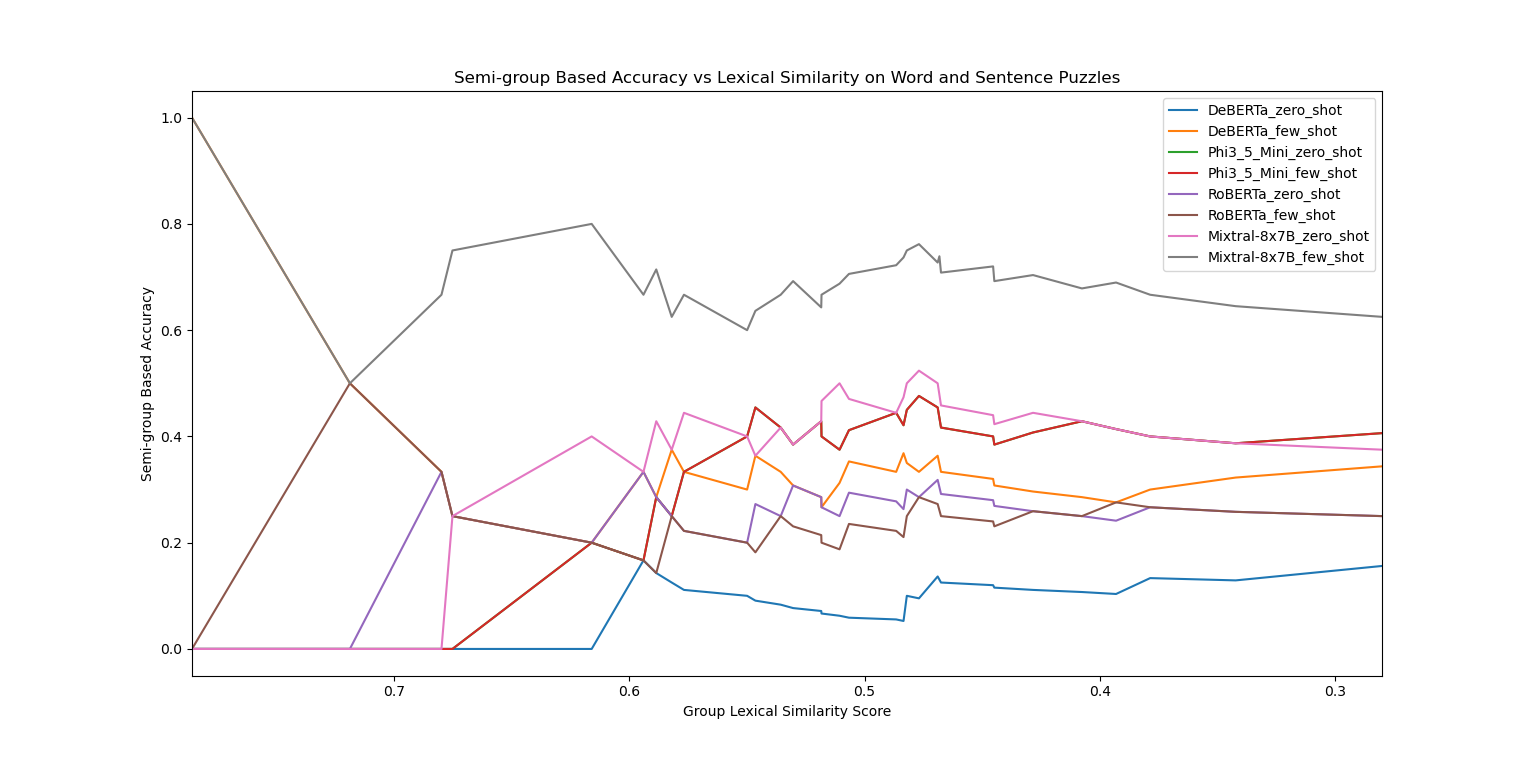 Semi-group Based Accuracy vs Lexical Similarity on Word and Sentence Puzzles
1.0
0.8
0.6
0.4
0.2
0.0
Semi-group Based Accuracy
DeBERTa_zero_shot
DeBERTa_few_shot
Phi3_5_Mini_zero_shot
Phi3_5_Mini_few_shot
RoBERTa_zero_shot
RoBERTa_few_shot
Mixtral-8x7B_zero_shot
Mixtral-8x7B_few_shot
0.7 0.6 0.5 0.4 0.3
Group Lexical Similarity Score